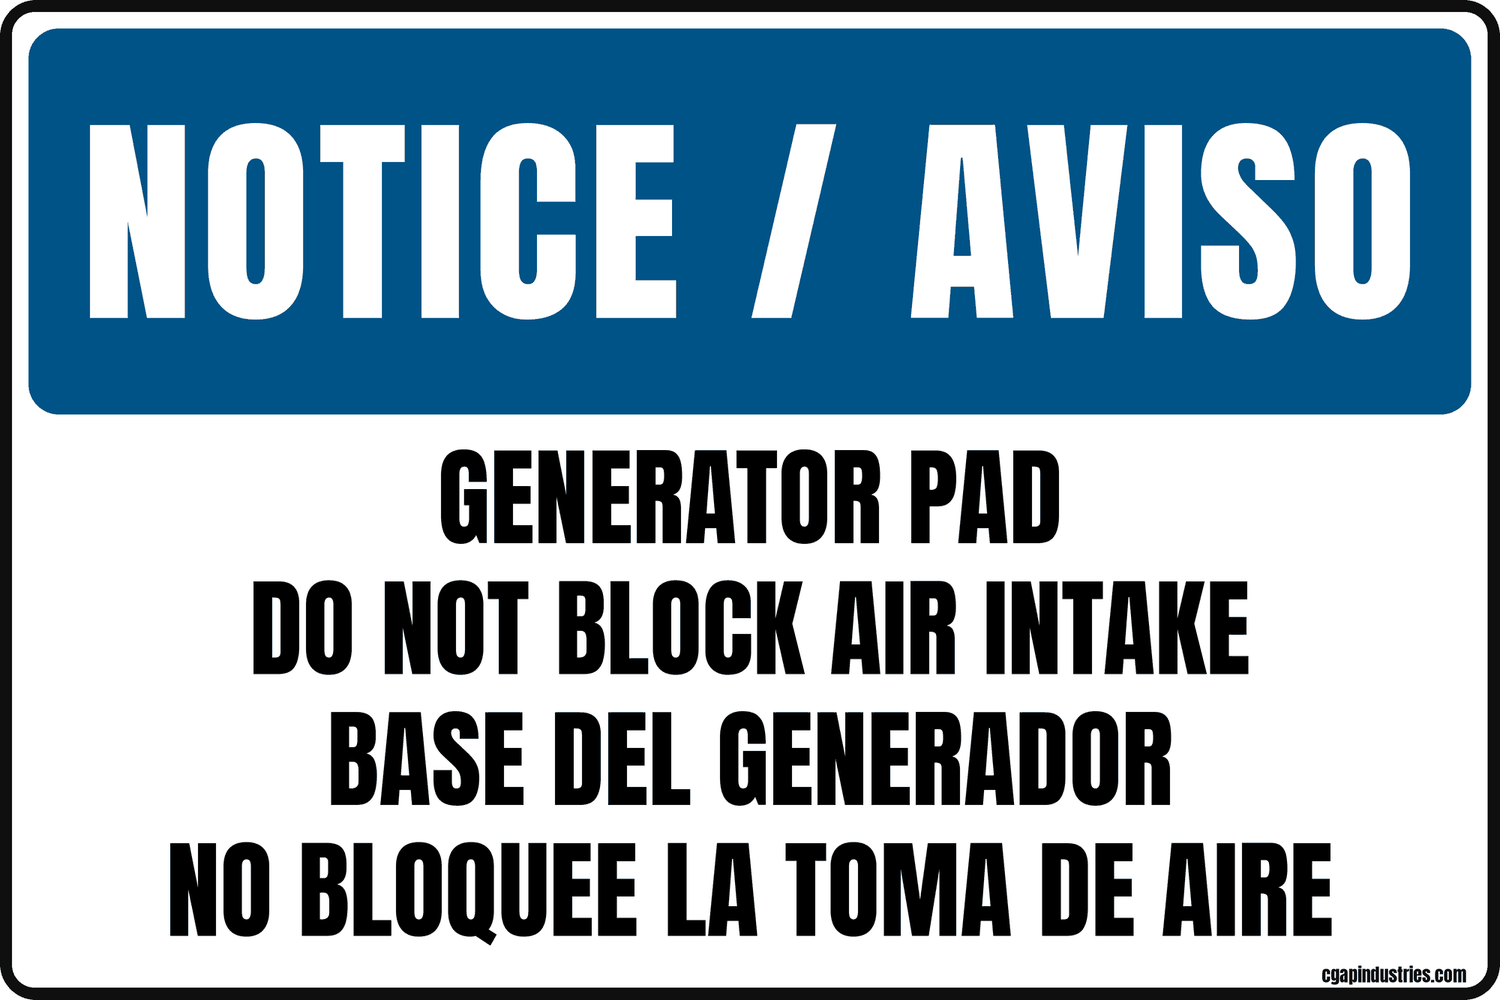 NOTICE / AVISO
GENERATOR PAD
DO NOT BLOCK AIR INTAKE
BASE DEL GENERADOR
NO BLOQUEE LA TOMA DE AIRE
cgapindustries.com